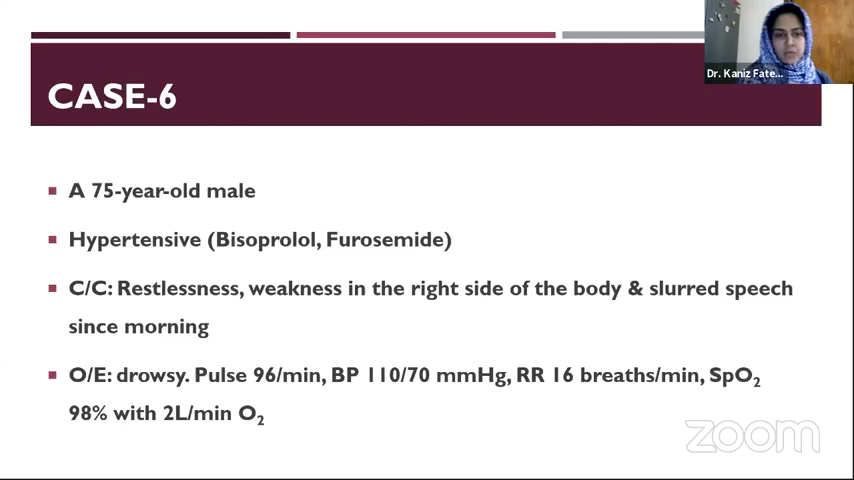 Dr. Kaniz Fate...
CASE-6
A 75-year-old male
Hypertensive (Bisoprolol, Furosemide)
C/C: Restlessness, weakness in the right side of the body & slurred speech
since morning
O/E: drowsy. Pulse 96/min, BP 110/70 mmHg, RR 16 breaths/min, SpO₂
98% with 2L/min O₂
zoom